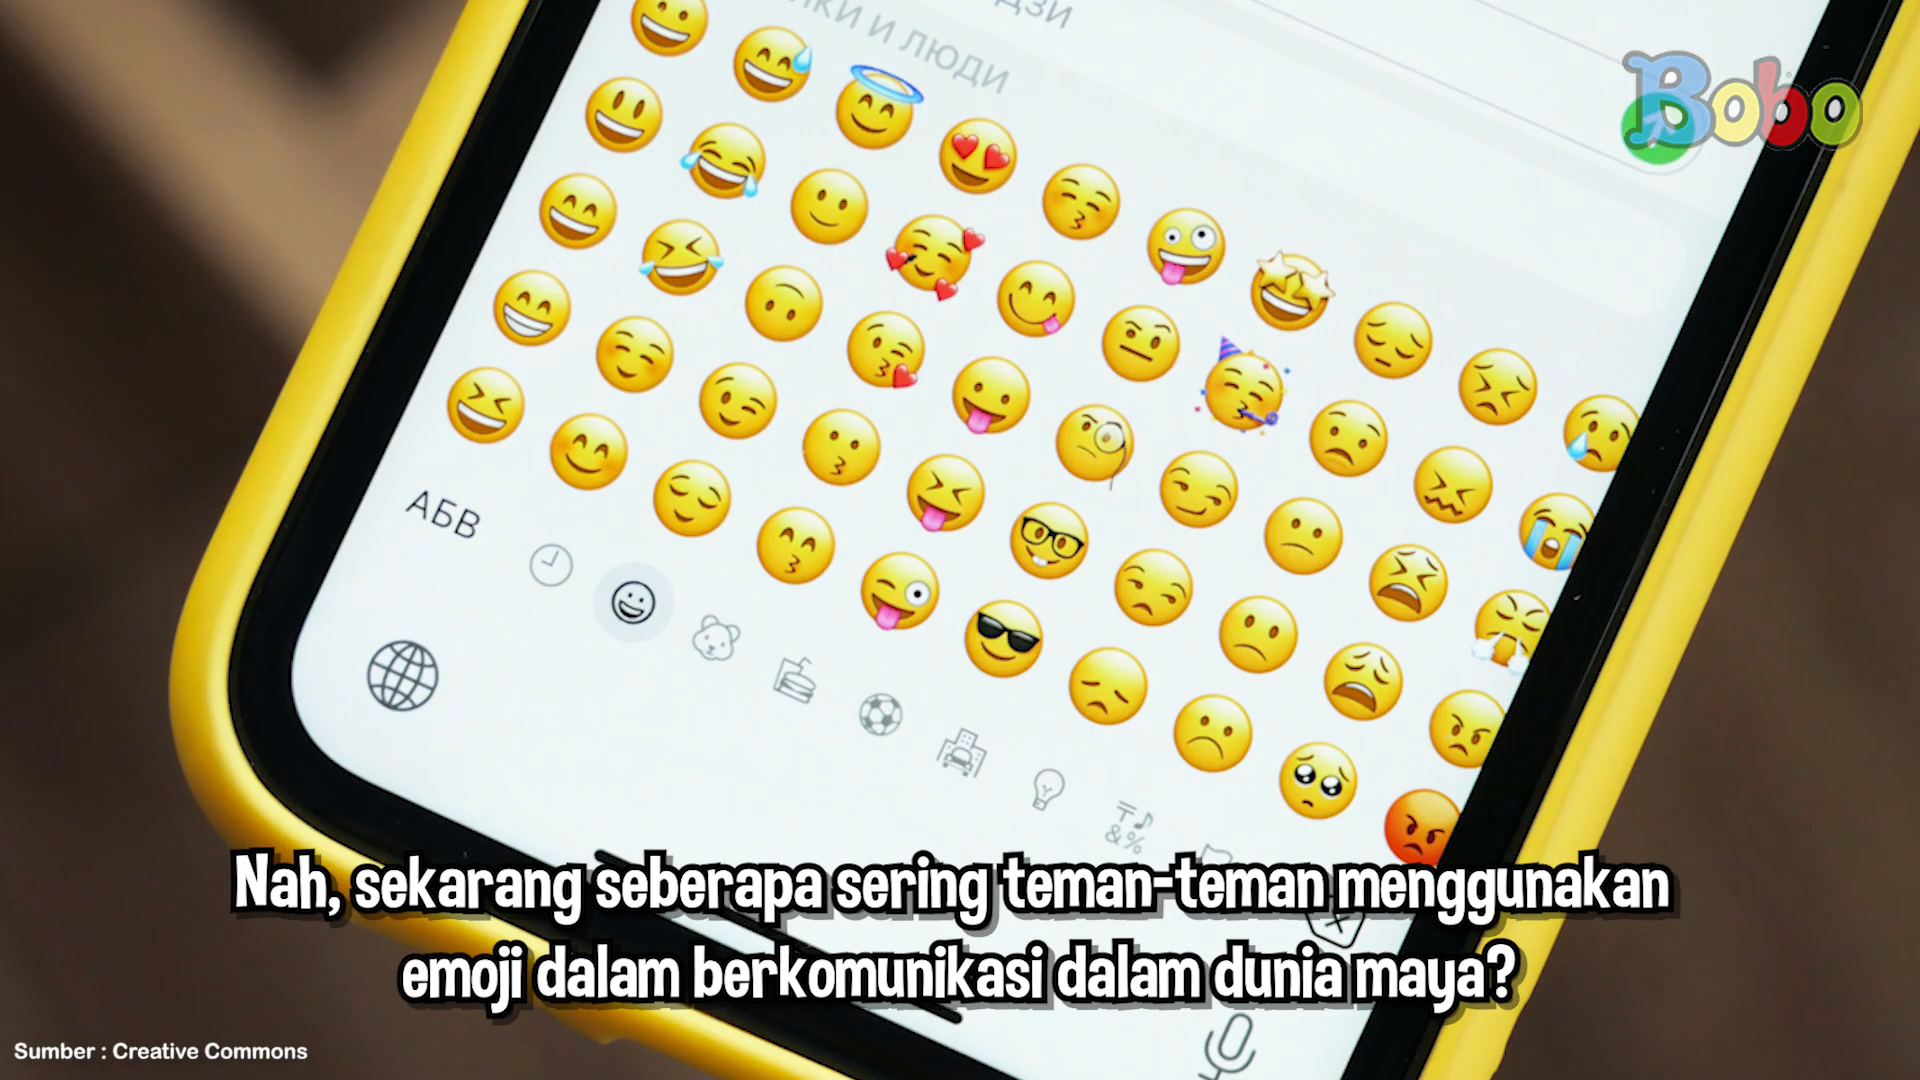 И ЛЮДИ
Bobo
АБВ
Nah, sekarang seberapa sering teman-teman menggunakan
emoji dalam berkomunikasi dalam dunia maya?
Sumber : Creative Commons